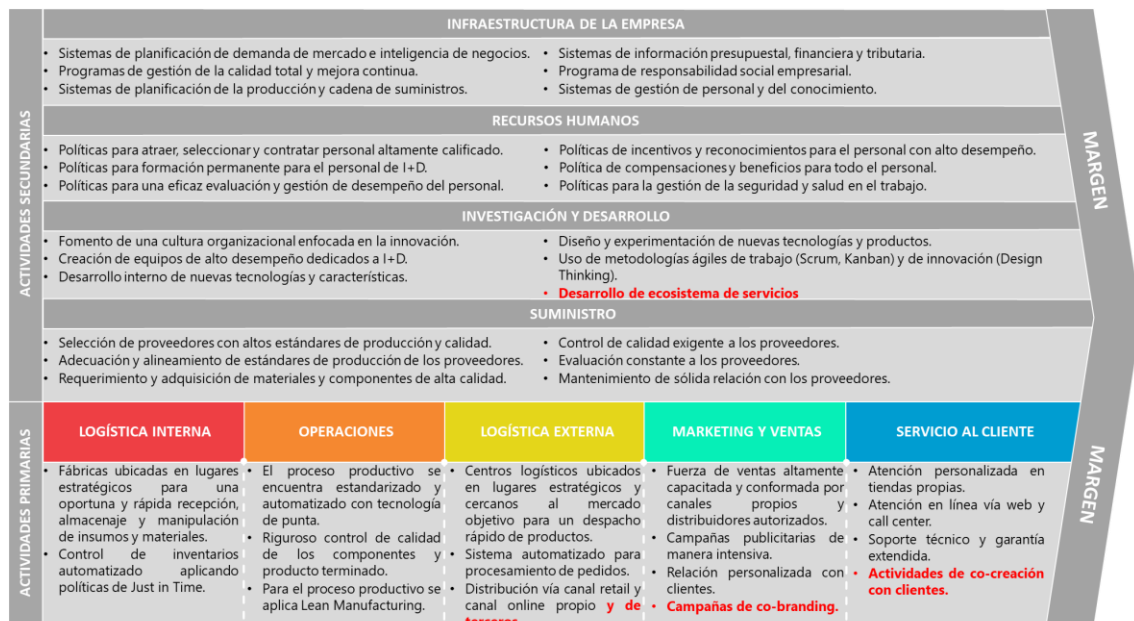 INFRAESTRUCTURA DE LA EMPRESA
• Sistemas de planificación de demanda de mercado e inteligencia de negocios.
• Programas de gestión de la calidad total y mejora continua.
• Sistemas de planificación de la producción y cadena de suministros.
• Sistemas de información presupuestal, financiera y tributaria.
• Programa de responsabilidad social empresarial.
• Sistemas de gestión de personal y del conocimiento.
RECURSOS HUMANOS
• Políticas para atraer, seleccionar y contratar personal altamente calificado.
• Políticas para formación permanente para el personal de I+D.
• Políticas para una eficaz evaluación y gestión de desempeño del personal.
• Políticas de incentivos y reconocimientos para el personal con alto desempeño.
• Política de compensaciones y beneficios para todo el personal.
• Políticas para la gestión de la seguridad y salud en el trabajo.
INVESTIGACIÓN Y DESARROLLO
• Fomento de una cultura organizacional enfocada en la innovación.
• Creación de equipos de alto desempeño dedicados a I+D.
• Desarrollo interno de nuevas tecnologías y características.
• Diseño y experimentación de nuevas tecnologías y productos.
• Uso de metodologías ágiles de trabajo (Scrum, Kanban) y de innovación (Design
Thinking).
• Desarrollo de ecosistema de servicios
SUMINISTRO
• Selección de proveedores con altos estándares de producción y calidad.
• Adecuación y alineamiento de estándares de producción de los proveedores.
• Requerimiento y adquisición de materiales y componentes de alta calidad.
• Control de calidad exigente a los proveedores.
• Evaluación constante a los proveedores.
• Mantenimiento de sólida relación con los proveedores.
ACTIVIDADES SECUNDARIAS
MARGEN
ACTIVIDADES PRIMARIAS
LOGÍSTICA INTERNA
• Fábricas ubicadas en lugares
estratégicos para una
oportuna y rápida recepción,
almacenaje y manipulación
de insumos y materiales.
• Control de inventarios
automatizado aplicando
políticas de Just in Time.
OPERACIONES
• El proceso productivo se
encuentra estandarizado y
automatizado con tecnología
de punta.
• Riguroso control de calidad
de los componentes y
producto terminado.
• Para el proceso productivo se
aplica Lean Manufacturing.
LOGÍSTICA EXTERNA
• Centros logísticos ubicados
en lugares estratégicos y
cercanos al mercado
objetivo para un despacho
rápido de productos.
• Sistema automatizado para
procesamiento de pedidos.
• Distribución vía canal retail y
canal online propio y de
terceros
MARKETING Y VENTAS
• Fuerza de ventas altamente
capacitada y conformada por
canales propios y
distribuidores autorizados.
• Campañas publicitarias de
manera intensiva.
• Relación personalizada con
clientes.
• Campañas de co-branding.
SERVICIO AL CLIENTE
• Atención personalizada en
tiendas propias.
• Atención en línea vía web y
call center.
• Soporte técnico y garantía
extendida.
• Actividades de co-creación
con clientes.
MARGEN